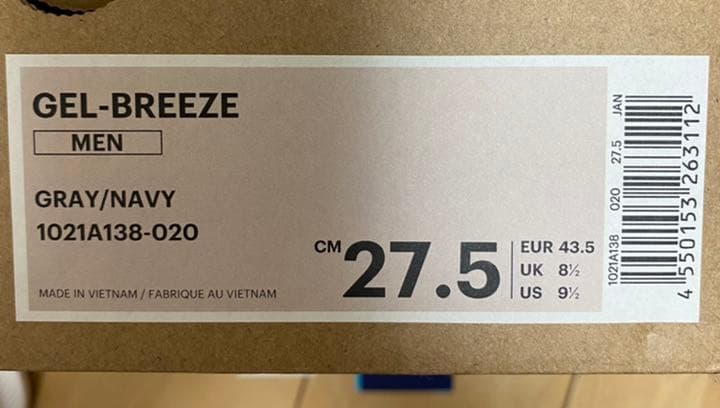 GEL-BREEZE
MEN
GRAY/NAVY
1021A138-020
MADE IN VIETNAM / FABRIQUE AU VIETNAM
CM 27.5
EUR 43.5
UK 8½
US 9½
1021A138 020 27.5 JAN
4 550153 263112